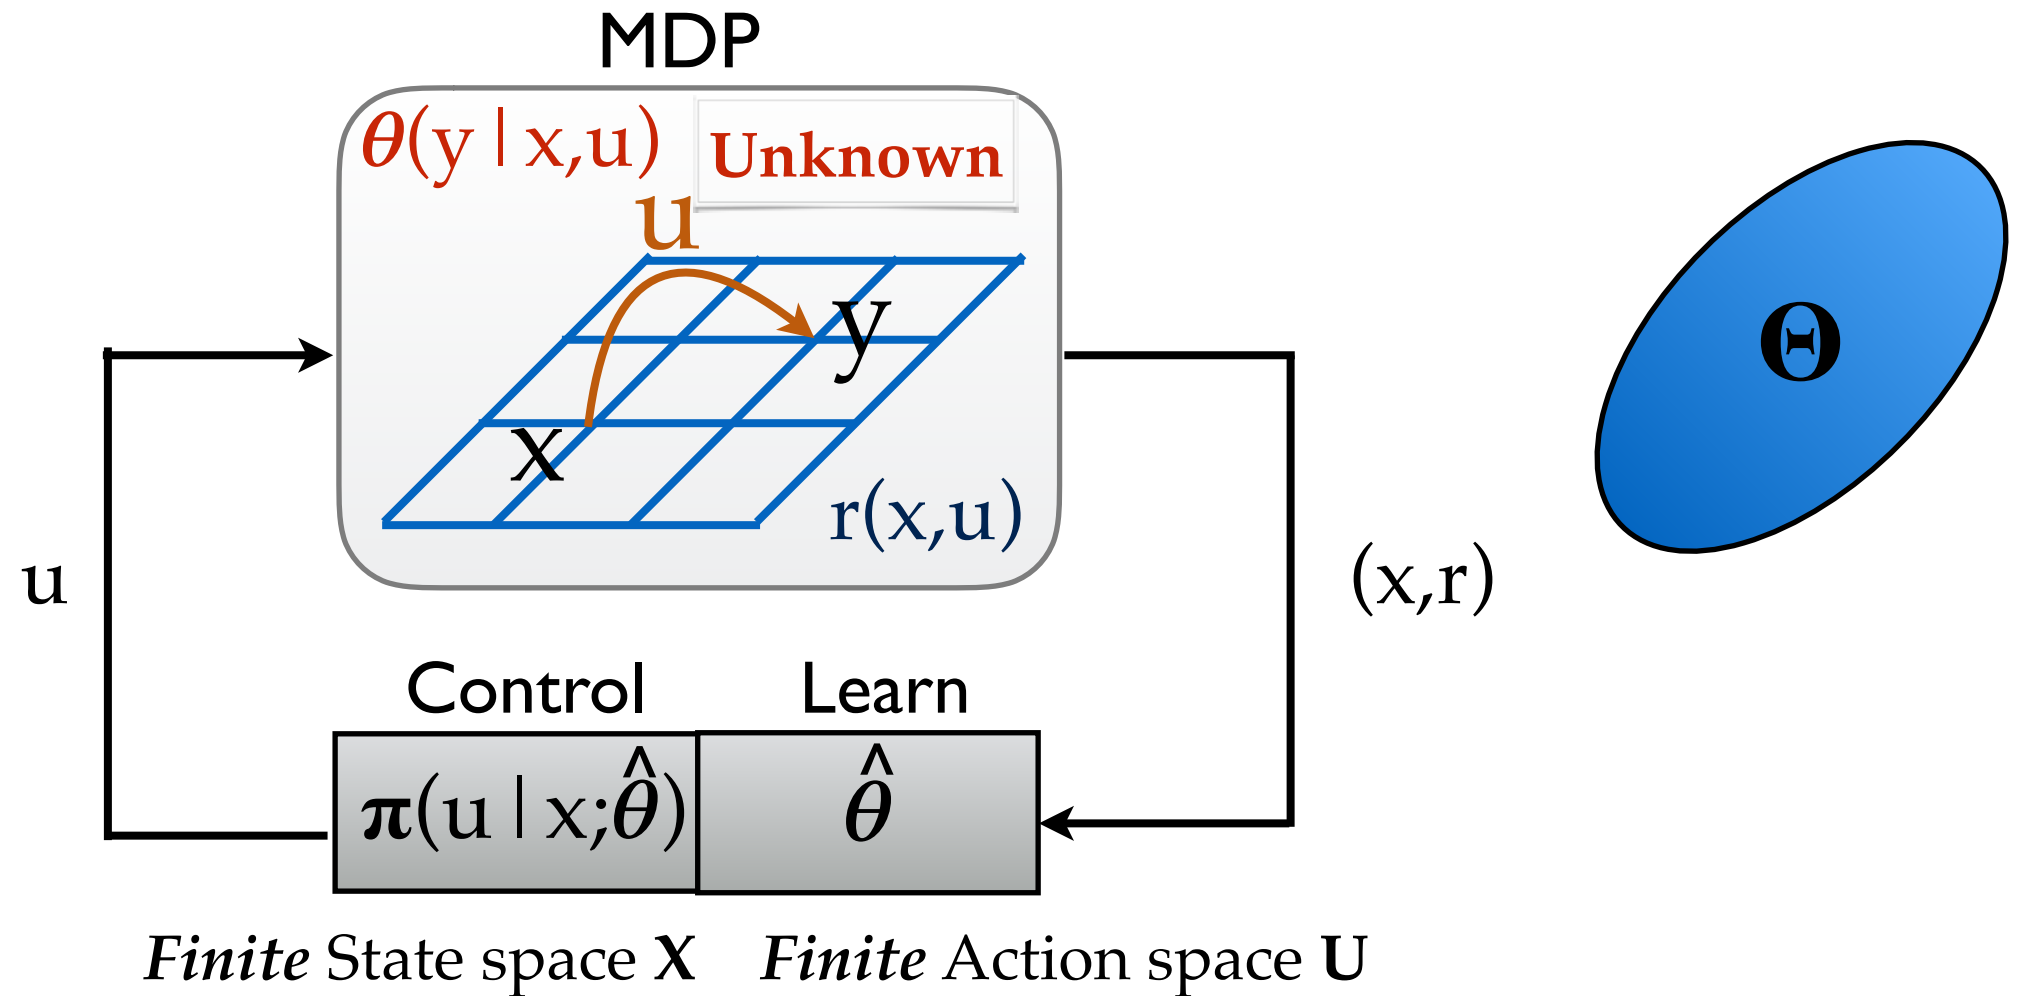 MDP
θ(y | x,u)
Unknown
u
y
x
r(x,u)
Θ
u
(x,r)
Control
Learn
π(u | x;θ̂)
θ̂
Finite State space X
Finite Action space U